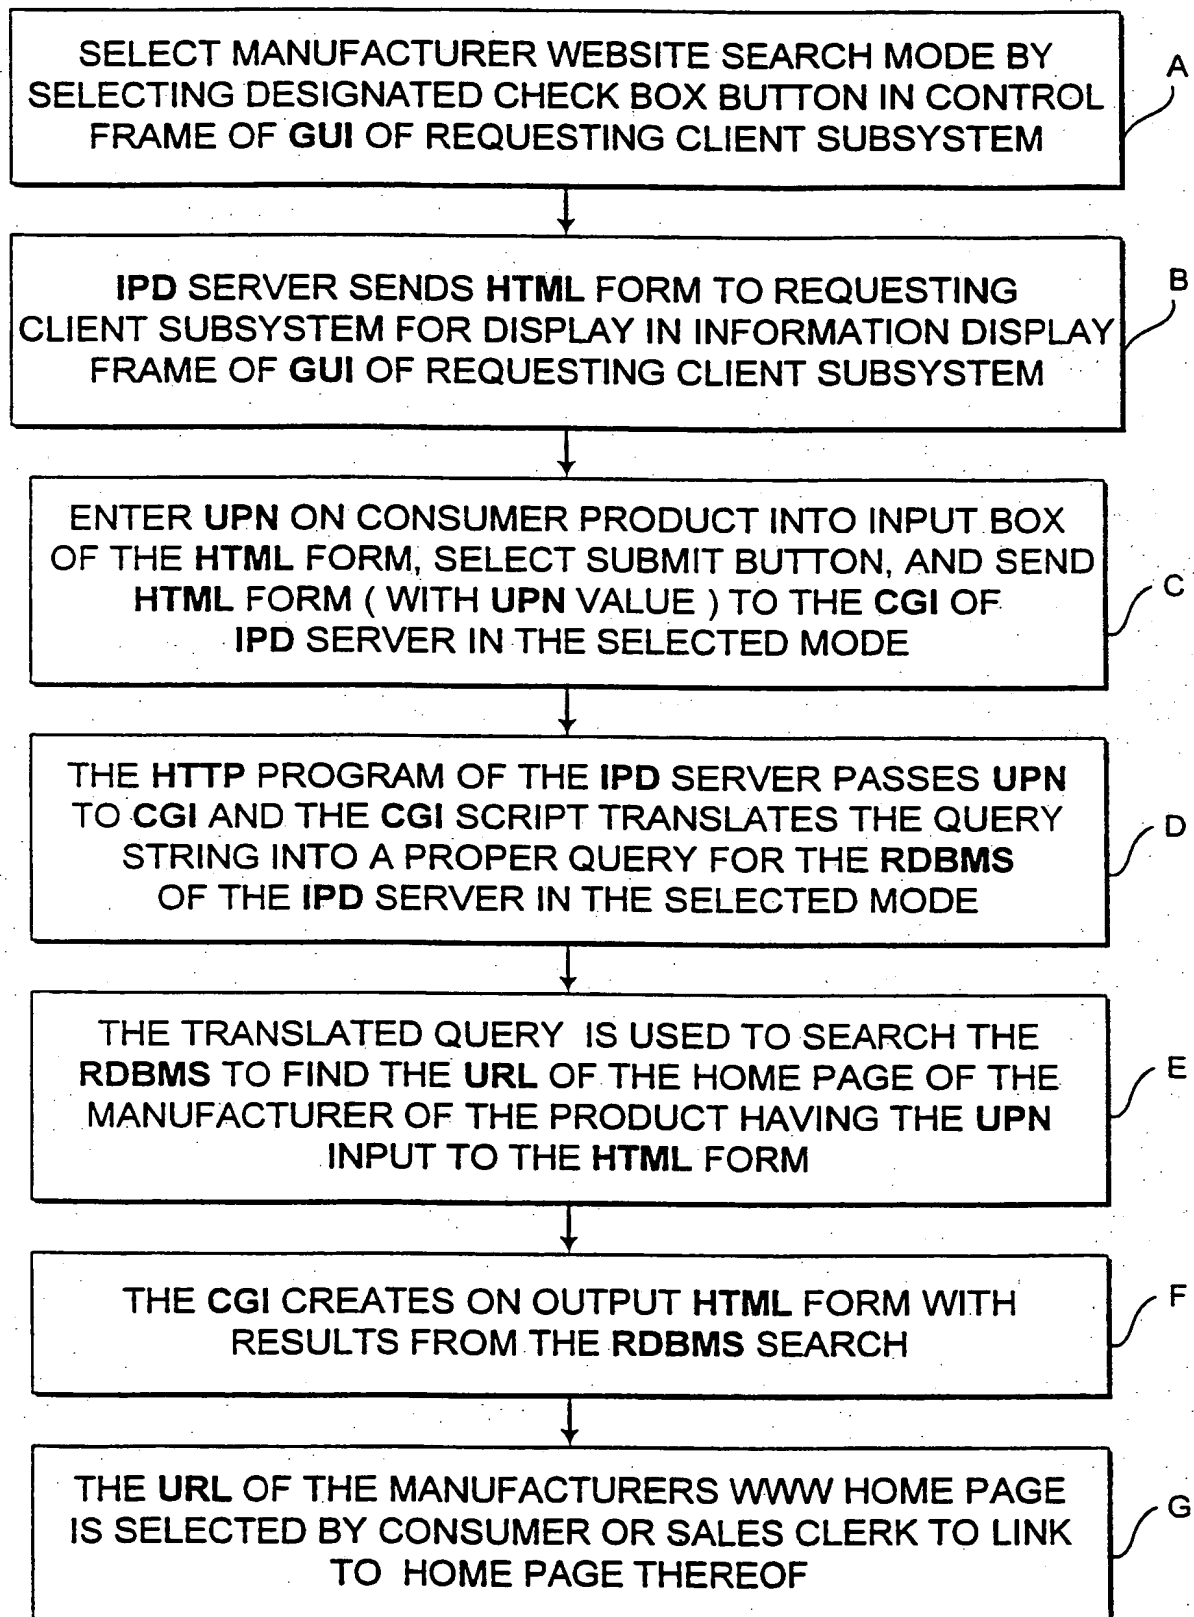 SELECT MANUFACTURER WEBSITE SEARCH MODE BY
SELECTING DESIGNATED CHECK BOX BUTTON IN CONTROL
FRAME OF GUI OF REQUESTING CLIENT SUBSYSTEM
A
IPD SERVER SENDS HTML FORM TO REQUESTING
CLIENT SUBSYSTEM FOR DISPLAY IN INFORMATION DISPLAY
FRAME OF GUI OF REQUESTING CLIENT SUBSYSTEM
B
ENTER UPN ON CONSUMER PRODUCT INTO INPUT BOX
OF THE HTML FORM, SELECT SUBMIT BUTTON, AND SEND
HTML FORM ( WITH UPN VALUE ) TO THE CGI OF
IPD SERVER IN THE SELECTED MODE
C
THE HTTP PROGRAM OF THE IPD SERVER PASSES UPN
TO CGI AND THE CGI SCRIPT TRANSLATES THE QUERY
STRING INTO A PROPER QUERY FOR THE RDBMS
OF THE IPD SERVER IN THE SELECTED MODE
D
THE TRANSLATED QUERY IS USED TO SEARCH THE
RDBMS TO FIND THE URL OF THE HOME PAGE OF THE
MANUFACTURER OF THE PRODUCT HAVING THE UPN
INPUT TO THE HTML FORM
E
THE CGI CREATES ON OUTPUT HTML FORM WITH
RESULTS FROM THE RDBMS SEARCH
F
THE URL OF THE MANUFACTURERS WWW HOME PAGE
IS SELECTED BY CONSUMER OR SALES CLERK TO LINK
TO HOME PAGE THEREOF
G